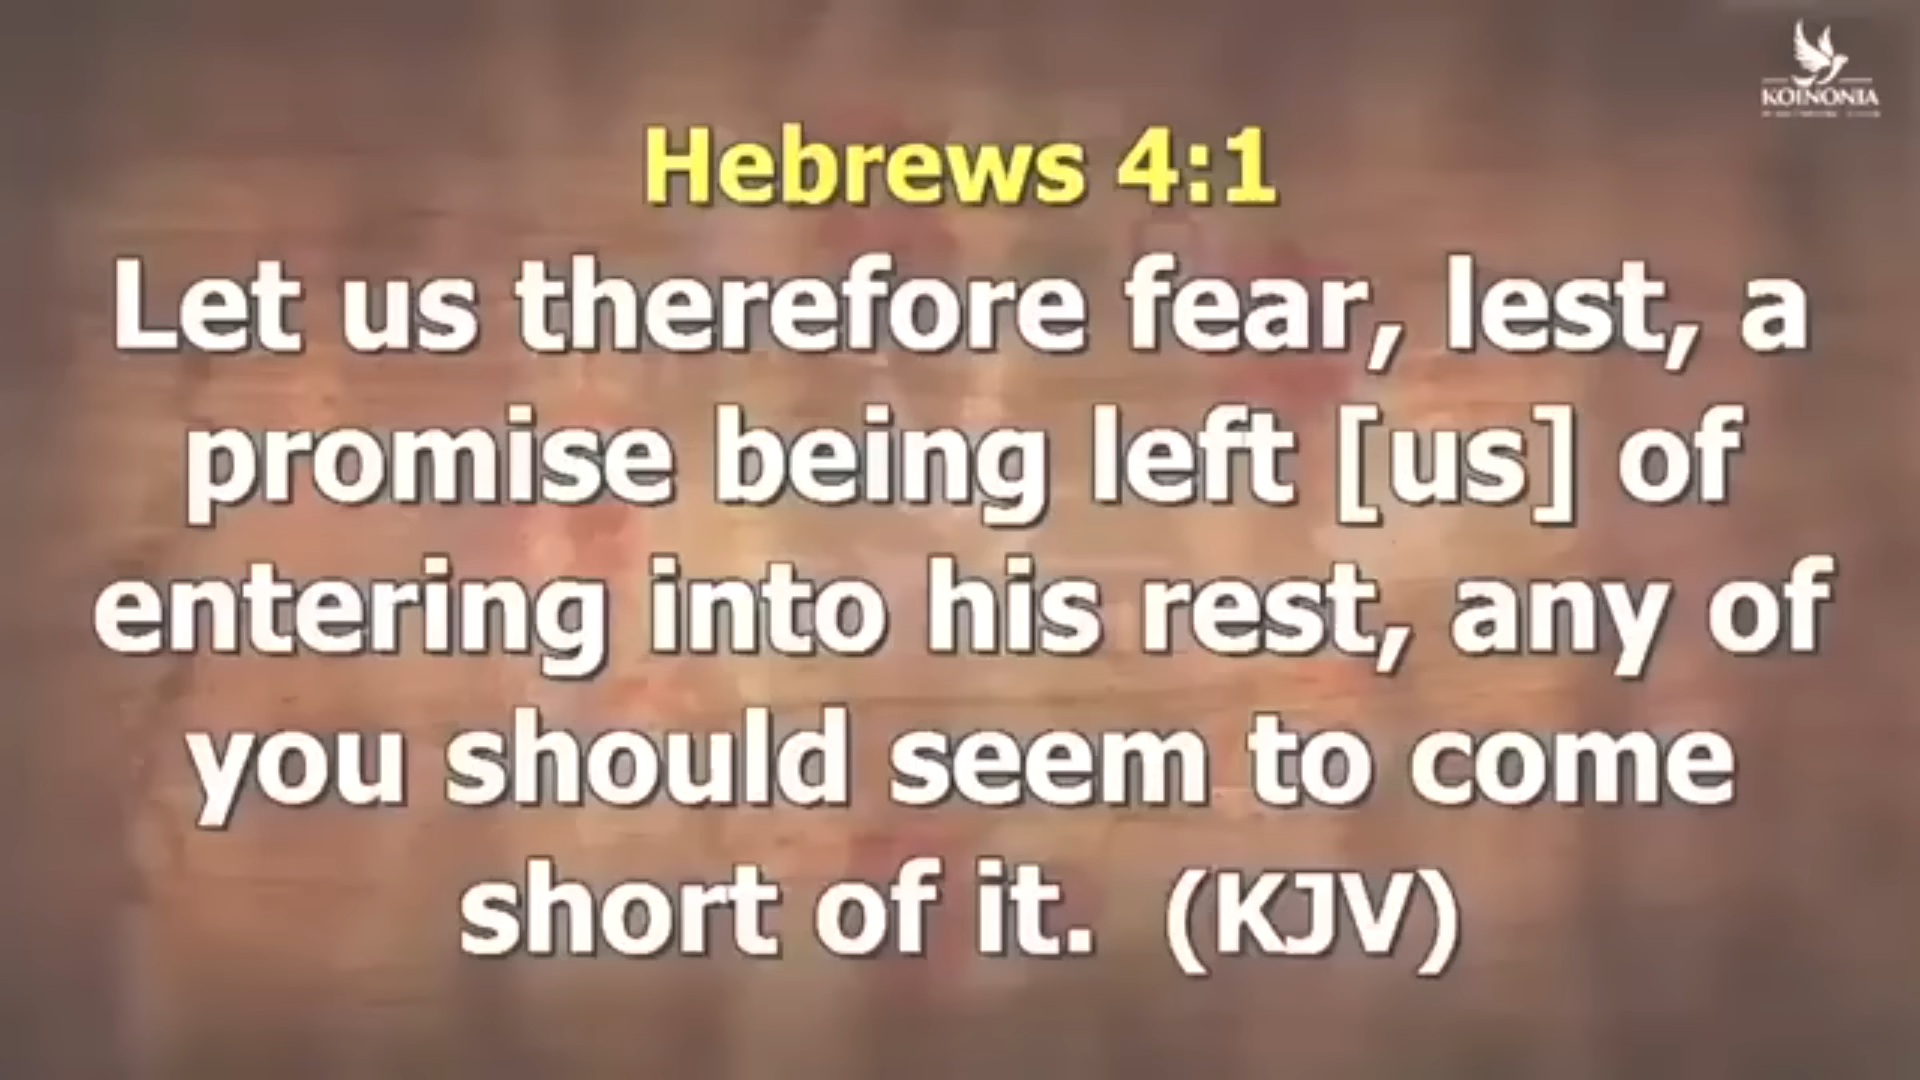 KOINONIA
Hebrews 4:1
Let us therefore fear, lest, a
promise being left [us] of
entering into his rest, any of
you should seem to come
short of it. (KJV)